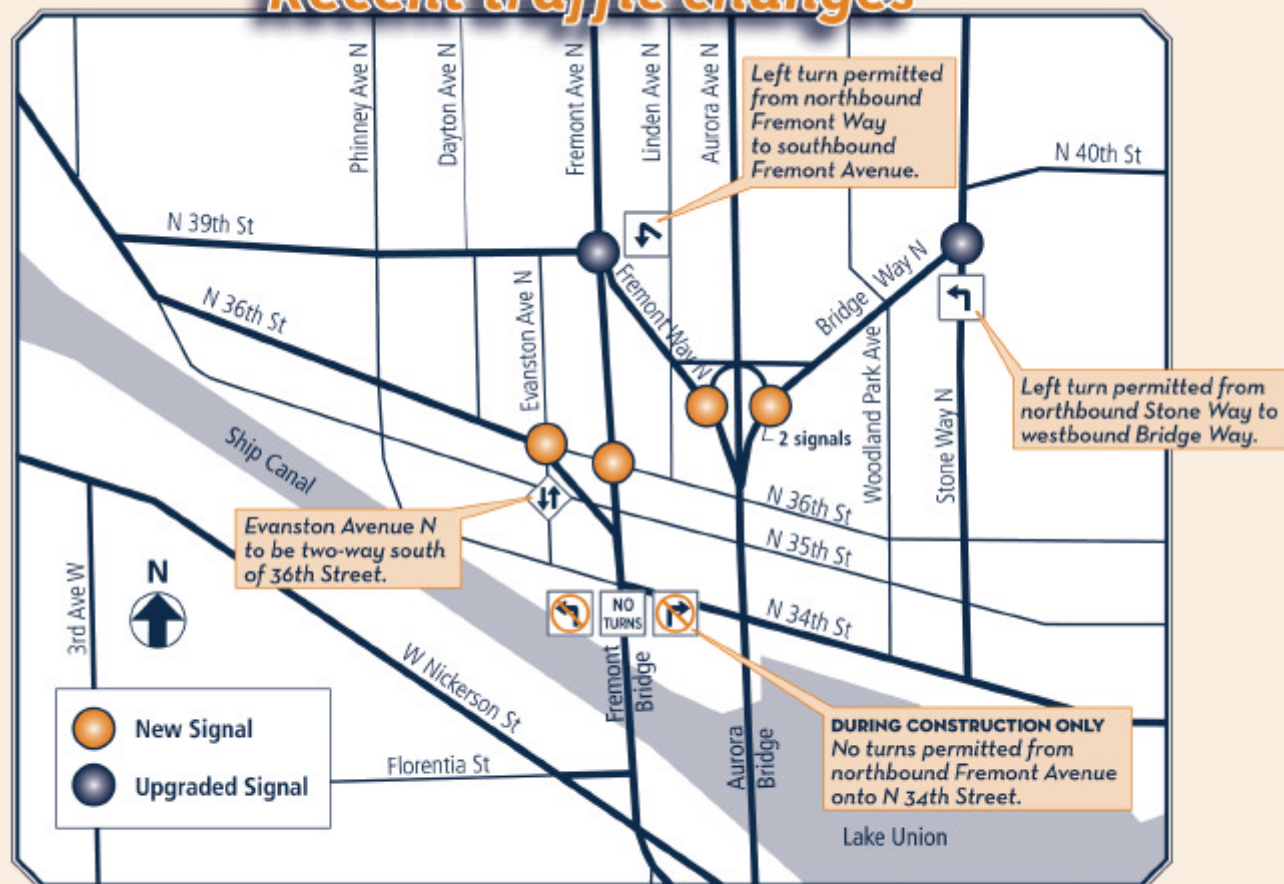 Recent traffic changes
Phinney Ave N
Dayton Ave N
Fremont Ave N
Linden Ave N
Aurora Ave N
Left turn permitted
from northbound
Fremont Way
to southbound
Fremont Avenue.
N 40th St
N 39th St
Evanston Ave N
Fremont Way N
Bridge Way N
N 36th St
Woodland Park Ave
Stone Way N
Left turn permitted from
northbound Stone Way to
westbound Bridge Way.
2 signals
Ship Canal
N 36th St
N 35th St
Evanston Avenue N
to be two-way south
of 36th Street.
N
3rd Ave W
NO
TURNS
N 34th St
W Nickerson St
Fremont
Bridge
Aurora
Bridge
DURING CONSTRUCTION ONLY
No turns permitted from
northbound Fremont Avenue
onto N 34th Street.
New Signal
Upgraded Signal
Florentia St
Lake Union